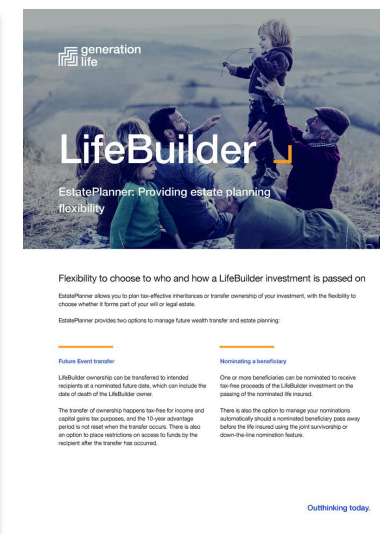 generation
life
LifeBuilder
EstatePlanner: Providing estate planning
flexibility
Flexibility to choose to who and how a LifeBuilder investment is passed on
EstatePlanner allows you to plan tax-effective inheritances or transfer ownership of your investment, with the flexibility to
choose whether it forms part of your will or legal estate.
EstatePlanner provides two options to manage future wealth transfer and estate planning:
Future Event transfer
LifeBuilder ownership can be transferred to intended
recipients at a nominated future date, which can include the
date of death of the LifeBuilder owner.
The transfer of ownership happens tax-free for income and
capital gains tax purposes, and the 10-year advantage
period is not reset when the transfer occurs. There is also
an option to place restrictions on access to funds by the
recipient after the transfer has occurred.
Nominating a beneficiary
One or more beneficiaries can be nominated to receive
tax-free proceeds of the LifeBuilder investment on the
passing of the nominated life insured.
There is also the option to manage your nominations
automatically should a nominated beneficiary pass away
before the life insured using the joint survivorship or
down-the-line nomination feature.
Outthinking today.